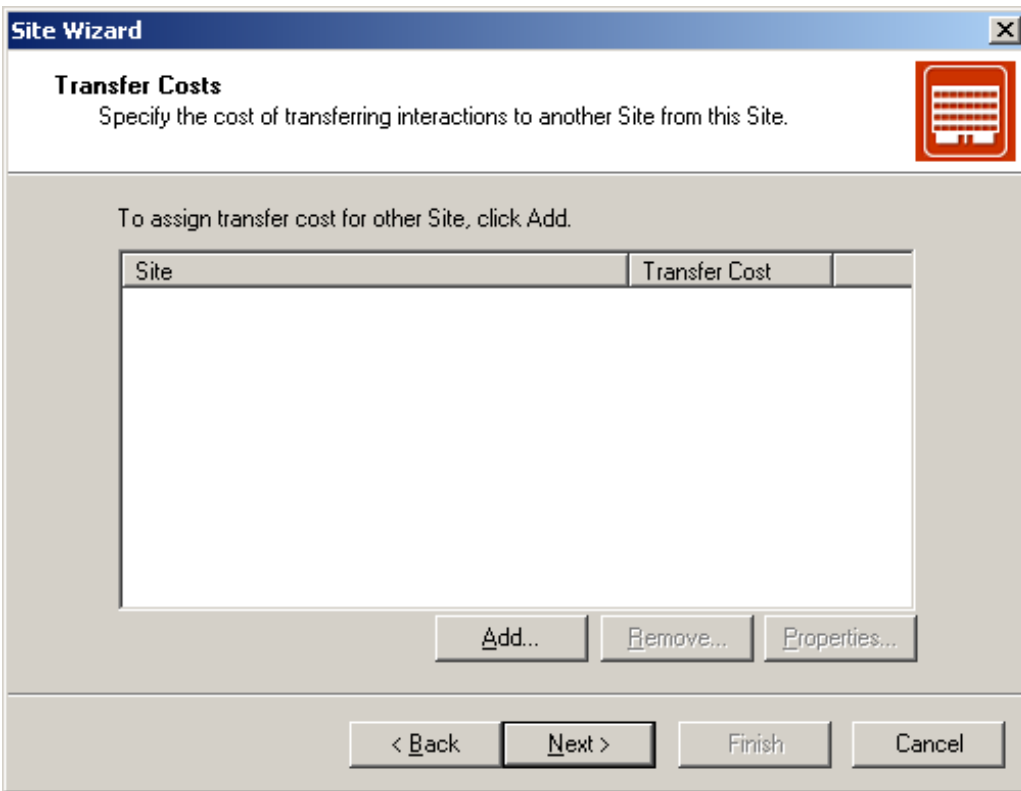 Site Wizard
Transfer Costs
Specify the cost of transferring interactions to another Site from this Site.
To assign transfer cost for other Site, click Add.
Site Transfer Cost
Add... Remove... Properties...
< Back Next > Finish Cancel